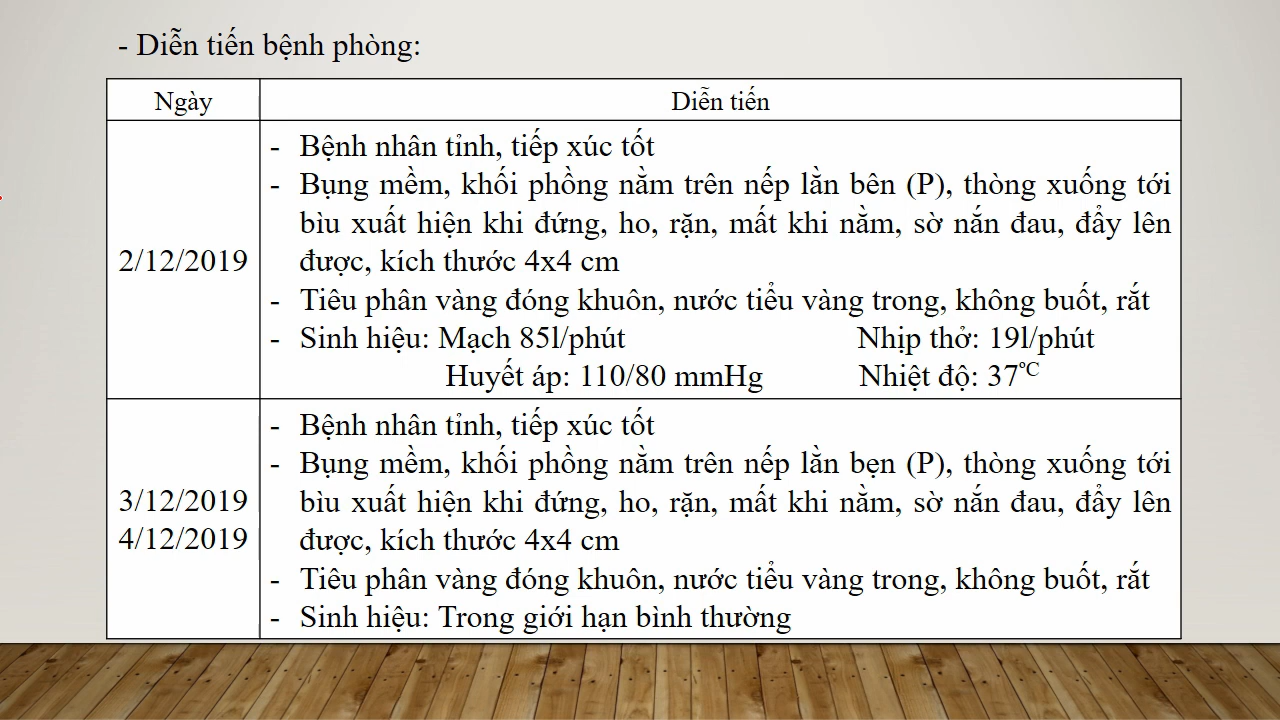 - Diễn tiến bệnh phòng:
Ngày
Diễn tiến
2/12/2019
- Bệnh nhân tỉnh, tiếp xúc tốt
- Bụng mềm, khối phồng nằm trên nếp lằn bên (P), thòng xuống tới
bìu xuất hiện khi đứng, ho, rặn, mất khi nằm, sờ nắn đau, đẩy lên
được, kích thước 4x4 cm
- Tiêu phân vàng đóng khuôn, nước tiểu vàng trong, không buốt, rắt
- Sinh hiệu: Mạch 85l/phút Nhịp thở: 19l/phút
Huyết áp: 110/80 mmHg Nhiệt độ: 37ºC
3/12/2019
4/12/2019
- Bệnh nhân tỉnh, tiếp xúc tốt
- Bụng mềm, khối phồng nằm trên nếp lằn bẹn (P), thòng xuống tới
bìu xuất hiện khi đứng, ho, rặn, mất khi nằm, sờ nắn đau, đẩy lên
được, kích thước 4x4 cm
- Tiêu phân vàng đóng khuôn, nước tiểu vàng trong, không buốt, rắt
- Sinh hiệu: Trong giới hạn bình thường